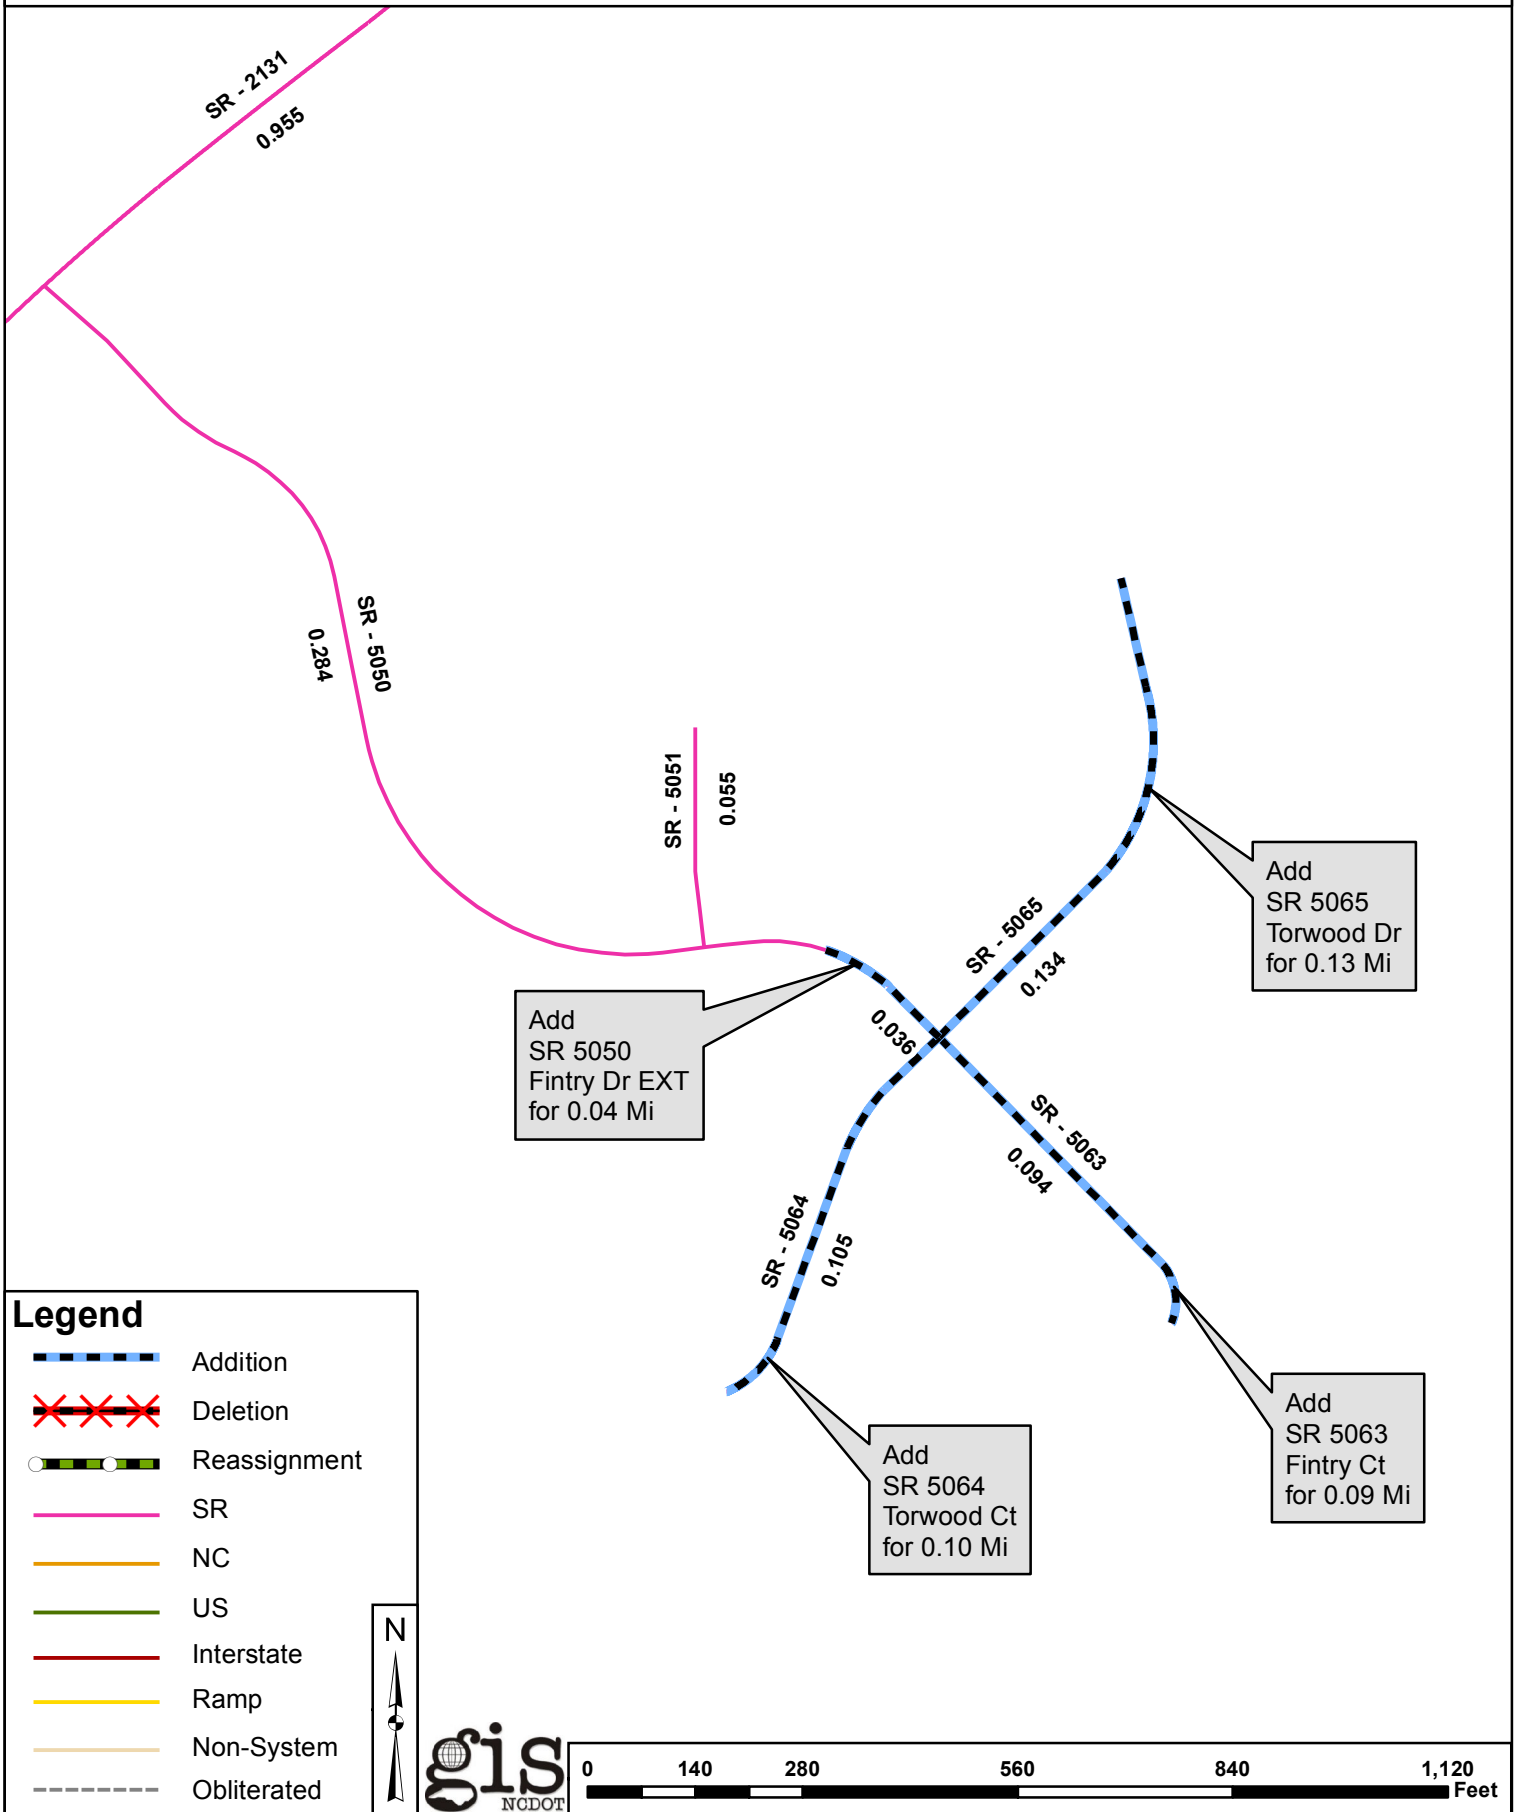 SR - 2131
0.955
SR - 5050
0.284
SR - 5051
0.055
Add
SR 5065
Torwood Dr
for 0.13 Mi
SR - 5065
0.134
Add
SR 5050
Fintry Dr EXT
for 0.04 Mi
0.036
SR - 5063
0.094
SR - 5064
0.105
Add
SR 5063
Fintry Ct
for 0.09 Mi
Add
SR 5064
Torwood Ct
for 0.10 Mi
Legend
Addition
Deletion
Reassignment
SR
NC
US
Interstate
Ramp
Non-System
Obliterated
N
gis
NCDOT
0 140 280 560 840 1,120
Feet